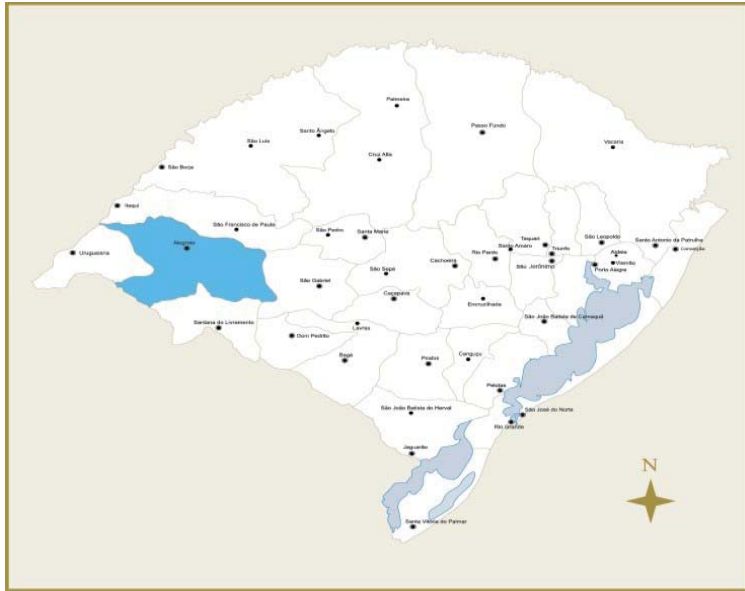 Palmeira
Passo Fundo
Santo Ângelo
São Luis
Vacaria
Cruz Alta
São Borja
Itaqui
São Francisco de Paula
São Pedro
Santa Maria
Taquari
São Leopoldo
Santo Antonio da Patrulha
Alegrete
Santo Amaro
Triunfo
Conceição
Uruguaiana
Rio Pardo
Aldeia
Cachoeira
São Jerônimo
Viamão
Porto Alegre
São Sepé
São Gabriel
Caçapava
Encruzilhada
São João Batista de Camaquã
Santana do Livramento
Lavras
Dom Pedrito
Bagé
Piratini
Canguçu
Pelotas
São João Batista do Herval
São José do Norte
Rio Grande
Jaguarão
N
Santa Vitória do Palmar